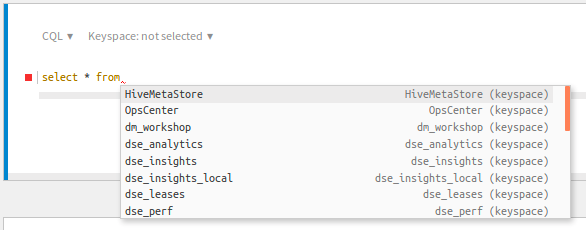 CQL ▾ Keyspace: not selected ▾
select * from
HiveMetaStore HiveMetaStore (keyspace)
OpsCenter OpsCenter (keyspace)
dm_workshop dm_workshop (keyspace)
dse_analytics dse_analytics (keyspace)
dse_insights dse_insights (keyspace)
dse_insights_local dse_insights_local (keyspace)
dse_leases dse_leases (keyspace)
dse_perf dse_perf (keyspace)